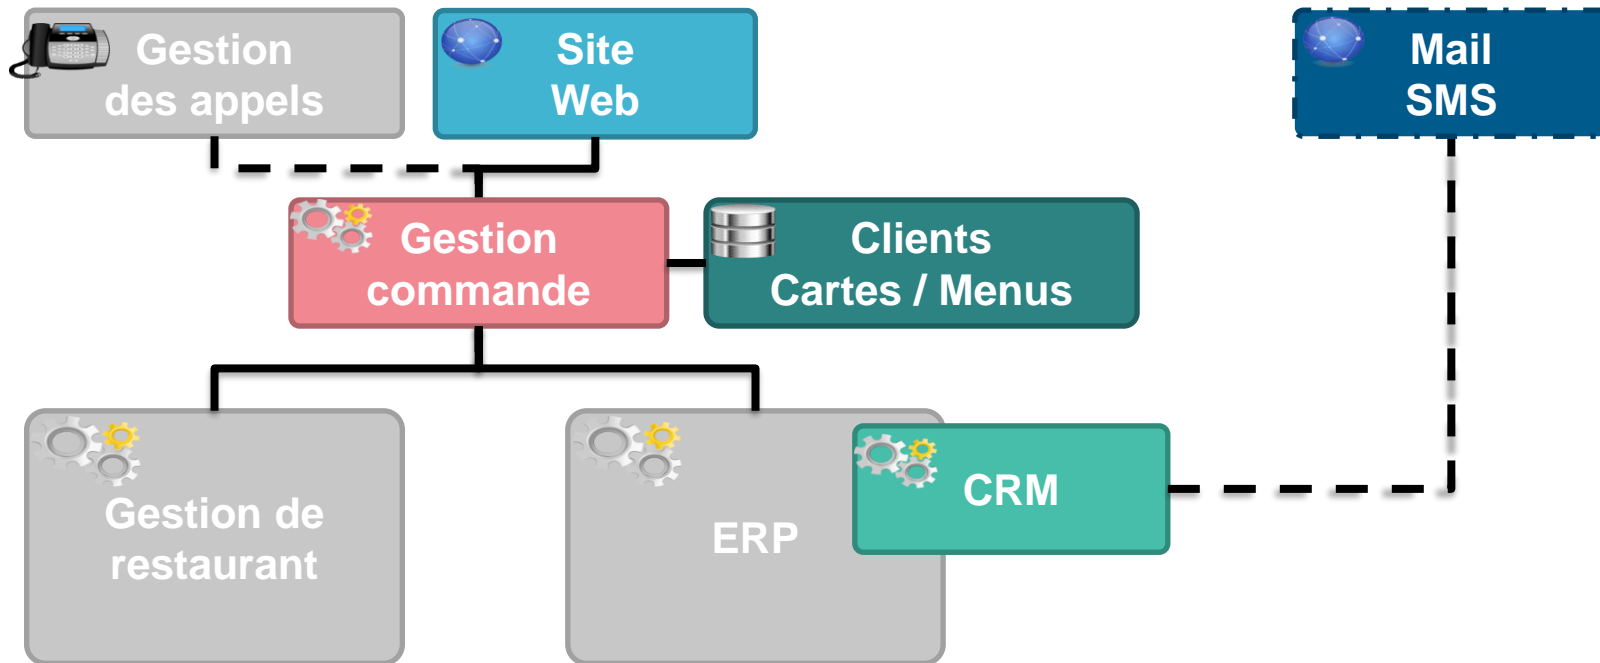 Gestion
des appels
Site
Web
Mail
SMS
Gestion
commande
Clients
Cartes / Menus
Gestion de
restaurant
ERP
CRM